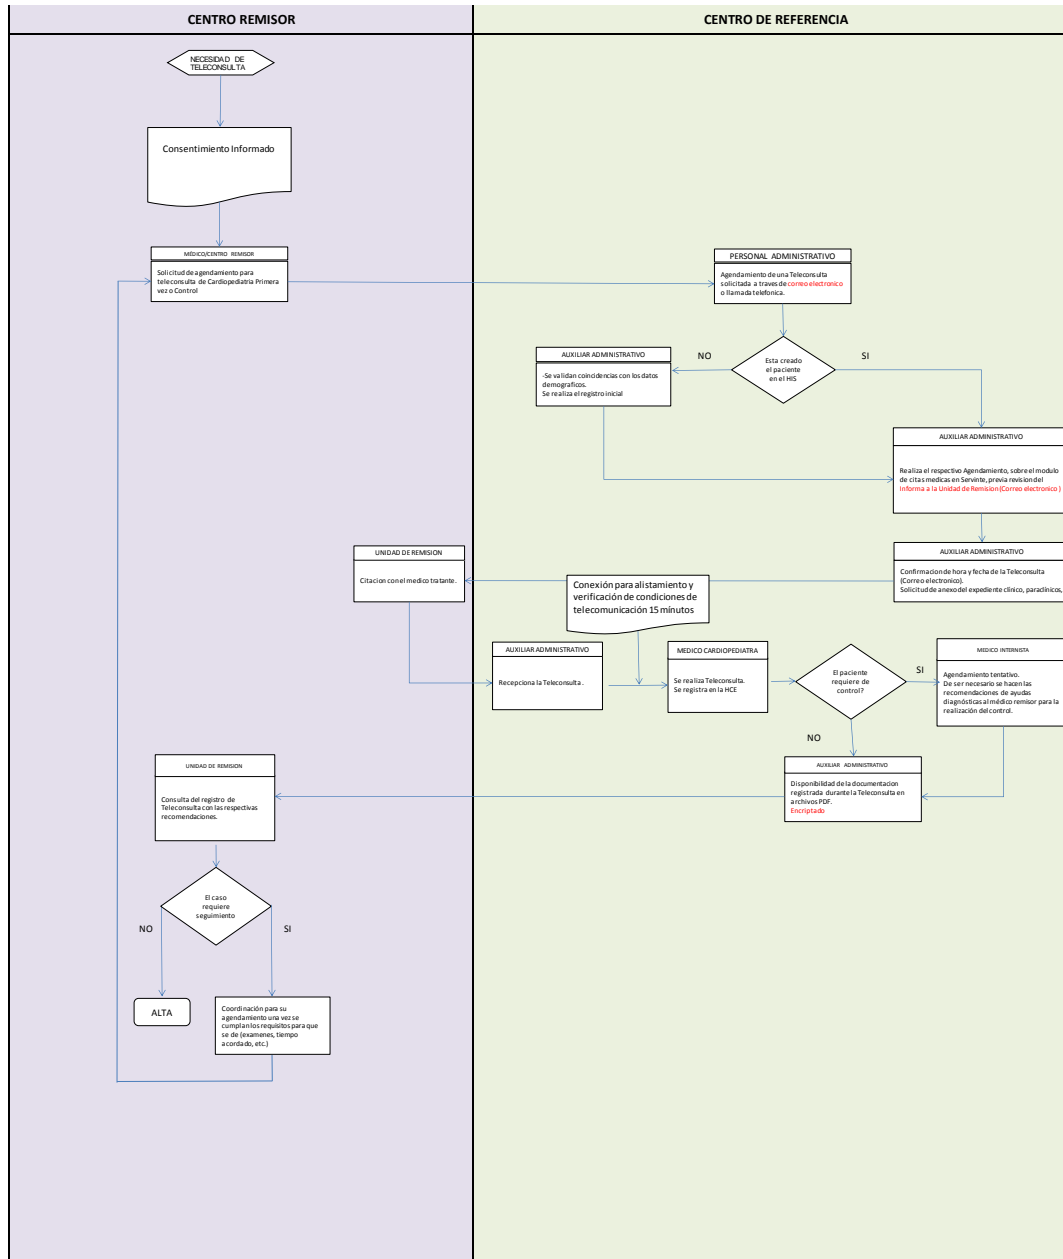 CENTRO REMISOR
CENTRO DE REFERENCIA
NECESIDAD DE
TELECONSULTA
Consentimiento Informado
MÉDICO/CENTRO REMISOR
Solicitud de agendamiento para
teleconsulta de Cardiopediatria Primera
vez o Control
PERSONAL ADMINISTRATIVO
Agendamiento de una Teleconsulta
solicitada a traves de correo electronico
o llamada telefonica.
Esta creado
el paciente
en el HIS
NO
SI
AUXILIAR ADMINISTRATIVO
-Se validan coincidencias con los datos
demograficos.
Se realiza el registro inicial
AUXILIAR ADMINISTRATIVO
Realiza el respectivo Agendamiento, sobre el modulo
de citas medicas en Servinte, previa revision del
Informa a la Unidad de Remision (Correo electronico )
AUXILIAR ADMINISTRATIVO
Confirmacion de hora y fecha de la Teleconsulta
(Correo electronico).
Solicitud de anexo del expediente clínico, paraclínicos,
UNIDAD DE REMISION
Citacion con el medico tratante.
Conexión para alistamiento y
verificación de condiciones de
telecomunicación 15 mínutos
AUXILIAR ADMINISTRATIVO
Recepciona la Teleconsulta .
MEDICO CARDIOPEDIATRA
Se realiza Teleconsulta.
Se registra en la HCE
El paciente
requiere de
control?
SI
NO
MEDICO INTERNISTA
Agendamiento tentativo.
De ser necesario se hacen las
recomendaciones de ayudas
diagnósticas al médico remisor para la
realización del control.
AUXILIAR ADMINISTRATIVO
Disponibilidad de la documentacion
registrada durante la Teleconsulta en
archivos PDF.
Encriptado
UNIDAD DE REMISION
Consulta del registro de
Teleconsulta con las respectivas
recomendaciones.
El caso
requiere
seguimiento
NO
SI
ALTA
Coordinación para su
agendamiento una vez se
cumplan los requisitos para que
se de (examenes, tiempo
acordado, etc.)